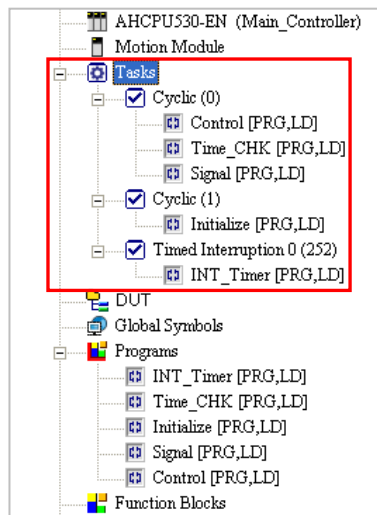 AHCPU530-EN (Main_Controller)
Motion Module
Tasks
Cyclic (0)
Control [PRG,LD]
Time_CHK [PRG,LD]
Signal [PRG,LD]
Cyclic (1)
Initialize [PRG,LD]
Timed Interruption 0 (252)
INT_Timer [PRG,LD]
DUT
Global Symbols
Programs
INT_Timer [PRG,LD]
Time_CHK [PRG,LD]
Initialize [PRG,LD]
Signal [PRG,LD]
Control [PRG,LD]
Function Blocks